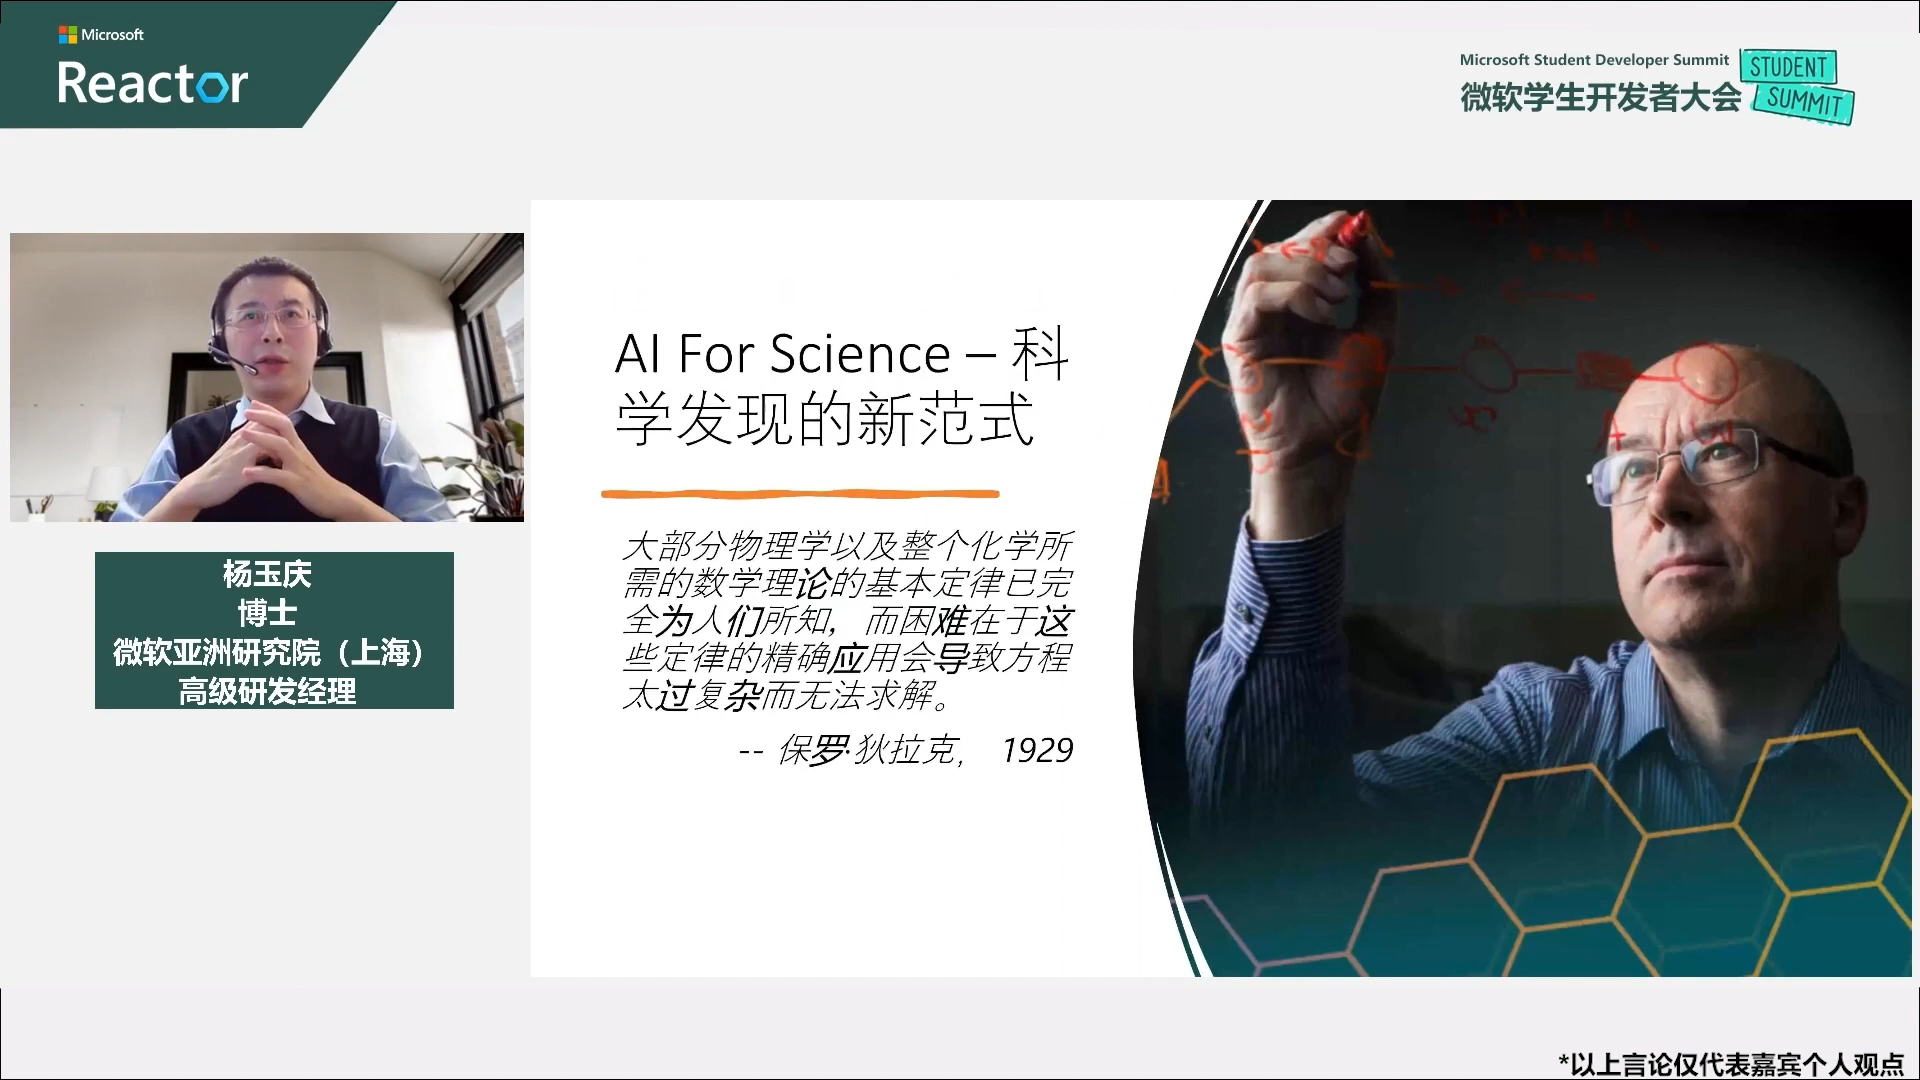 Microsoft
Reactor
Microsoft Student Developer Summit
微软学生开发者大会
STUDENT
SUMMIT
杨玉庆
博士
微软亚洲研究院（上海）
高级研发经理
AI For Science – 科
学发现的新范式
大部分物理学以及整个化学所
需的数学理论的基本定律已完
全为人们所知，而困难在于这
些定律的精确应用会导致方程
太过复杂而无法求解。
-- 保罗·狄拉克， 1929
*以上言论仅代表嘉宾个人观点